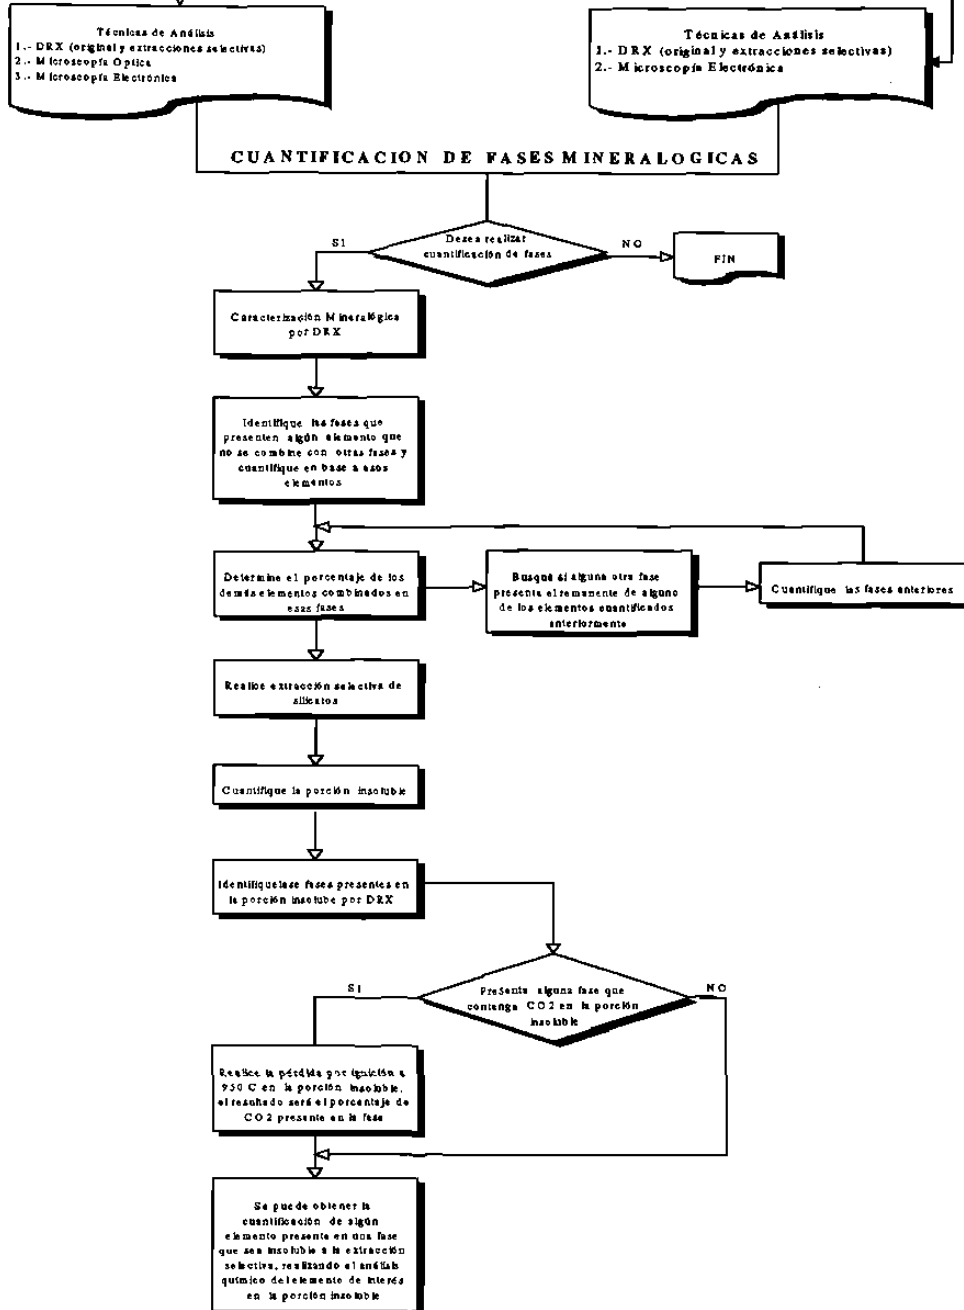 Técnicas de Análisis
1.- DRX (original y extracciones selectivas)
2.- Microscopía Optica
3.- Microscopía Electrónica
Técnicas de Análisis
1.- DRX (original y extracciones selectivas)
2.- Microscopía Electrónica
CUANTIFICACION DE FASES MINERALOGICAS
SI
Desea realizar
cuantificación de fases
NO
FIN
Caracterización Mineralógica
por DRX
Identifique las fases que
presenten algún elemento que
no se combine con otras fases y
cuantifique en base a esos
elementos
Determine el porcentaje de los
demás elementos combinados en
esas fases
Busque si alguna otra fase
presenta el remanente de alguno
de los elementos cuantificados
anteriormente
Cuantifique las fases anteriores
Realice extracción selectiva de
silicatos
Cuantifique la porción insoluble
Identifíquelase fases presentes en
la porción insolube por DRX
SI
Presenta alguna fase que
contenga CO2 en la porción
insoluble
NO
Realice la pérdida por ignición a
950 C en la porción insoluble,
el resultado será el porcentaje de
CO2 presente en la fase
Se puede obtener la
cuantificación de algún
elemento presente en una fase
que sea insoluble a la extracción
selectiva, realizando el análisis
químico del elemento de interés
en la porción insoluble